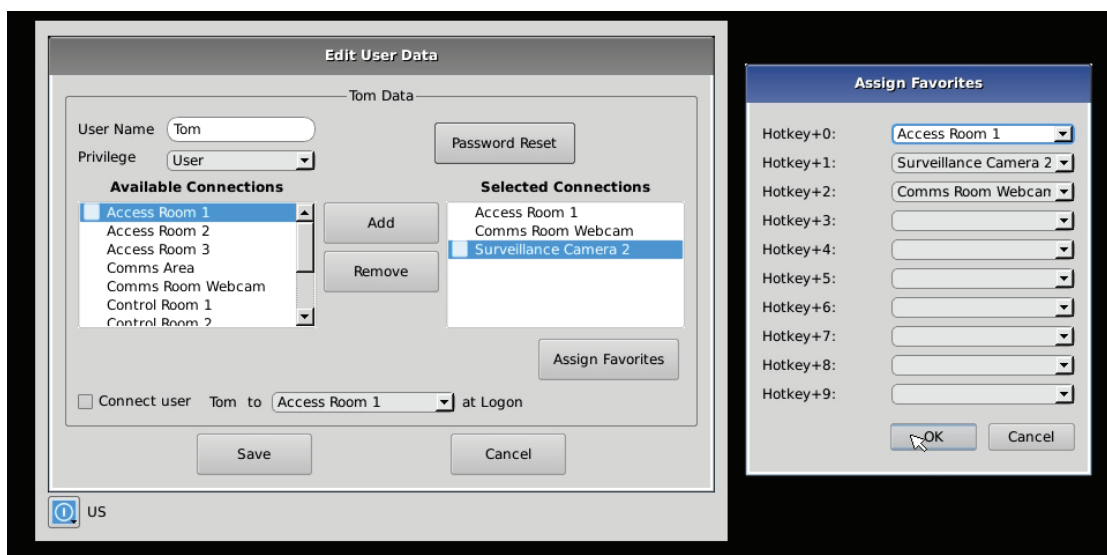 Edit User Data
Tom Data
User Name Tom
Password Reset
Privilege User
Available Connections
Selected Connections
Access Room 1
Access Room 2
Access Room 3
Comms Area
Comms Room Webcam
Control Room 1
Control Room 2
Add
Remove
Access Room 1
Comms Room Webcam
Surveillance Camera 2
Assign Favorites
Connect user Tom to Access Room 1 at Logon
Save Cancel
US
Assign Favorites
Hotkey+0: Access Room 1
Hotkey+1: Surveillance Camera 2
Hotkey+2: Comms Room Webcan
Hotkey+3:
Hotkey+4:
Hotkey+5:
Hotkey+6:
Hotkey+7:
Hotkey+8:
Hotkey+9:
OK Cancel